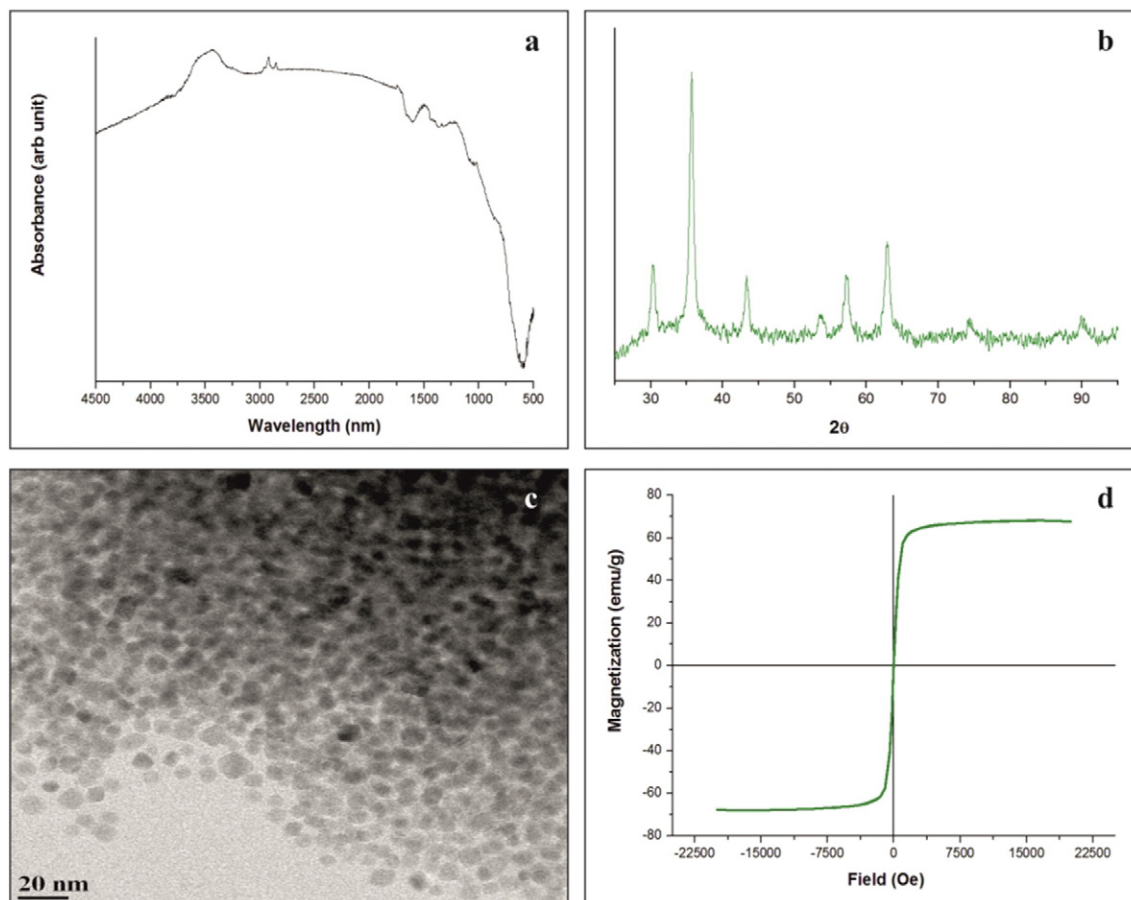 a
Absorbance (arb unit)
4500 4000 3500 3000 2500 2000 1500 1000 500
Wavelength (nm)
b
30 40 50 60 70 80 90
2θ
c
20 nm
d
Magnetization (emu/g)
80
60
40
20
0
-20
-40
-60
-80
-22500 -15000 -7500 0 7500 15000 22500
Field (Oe)